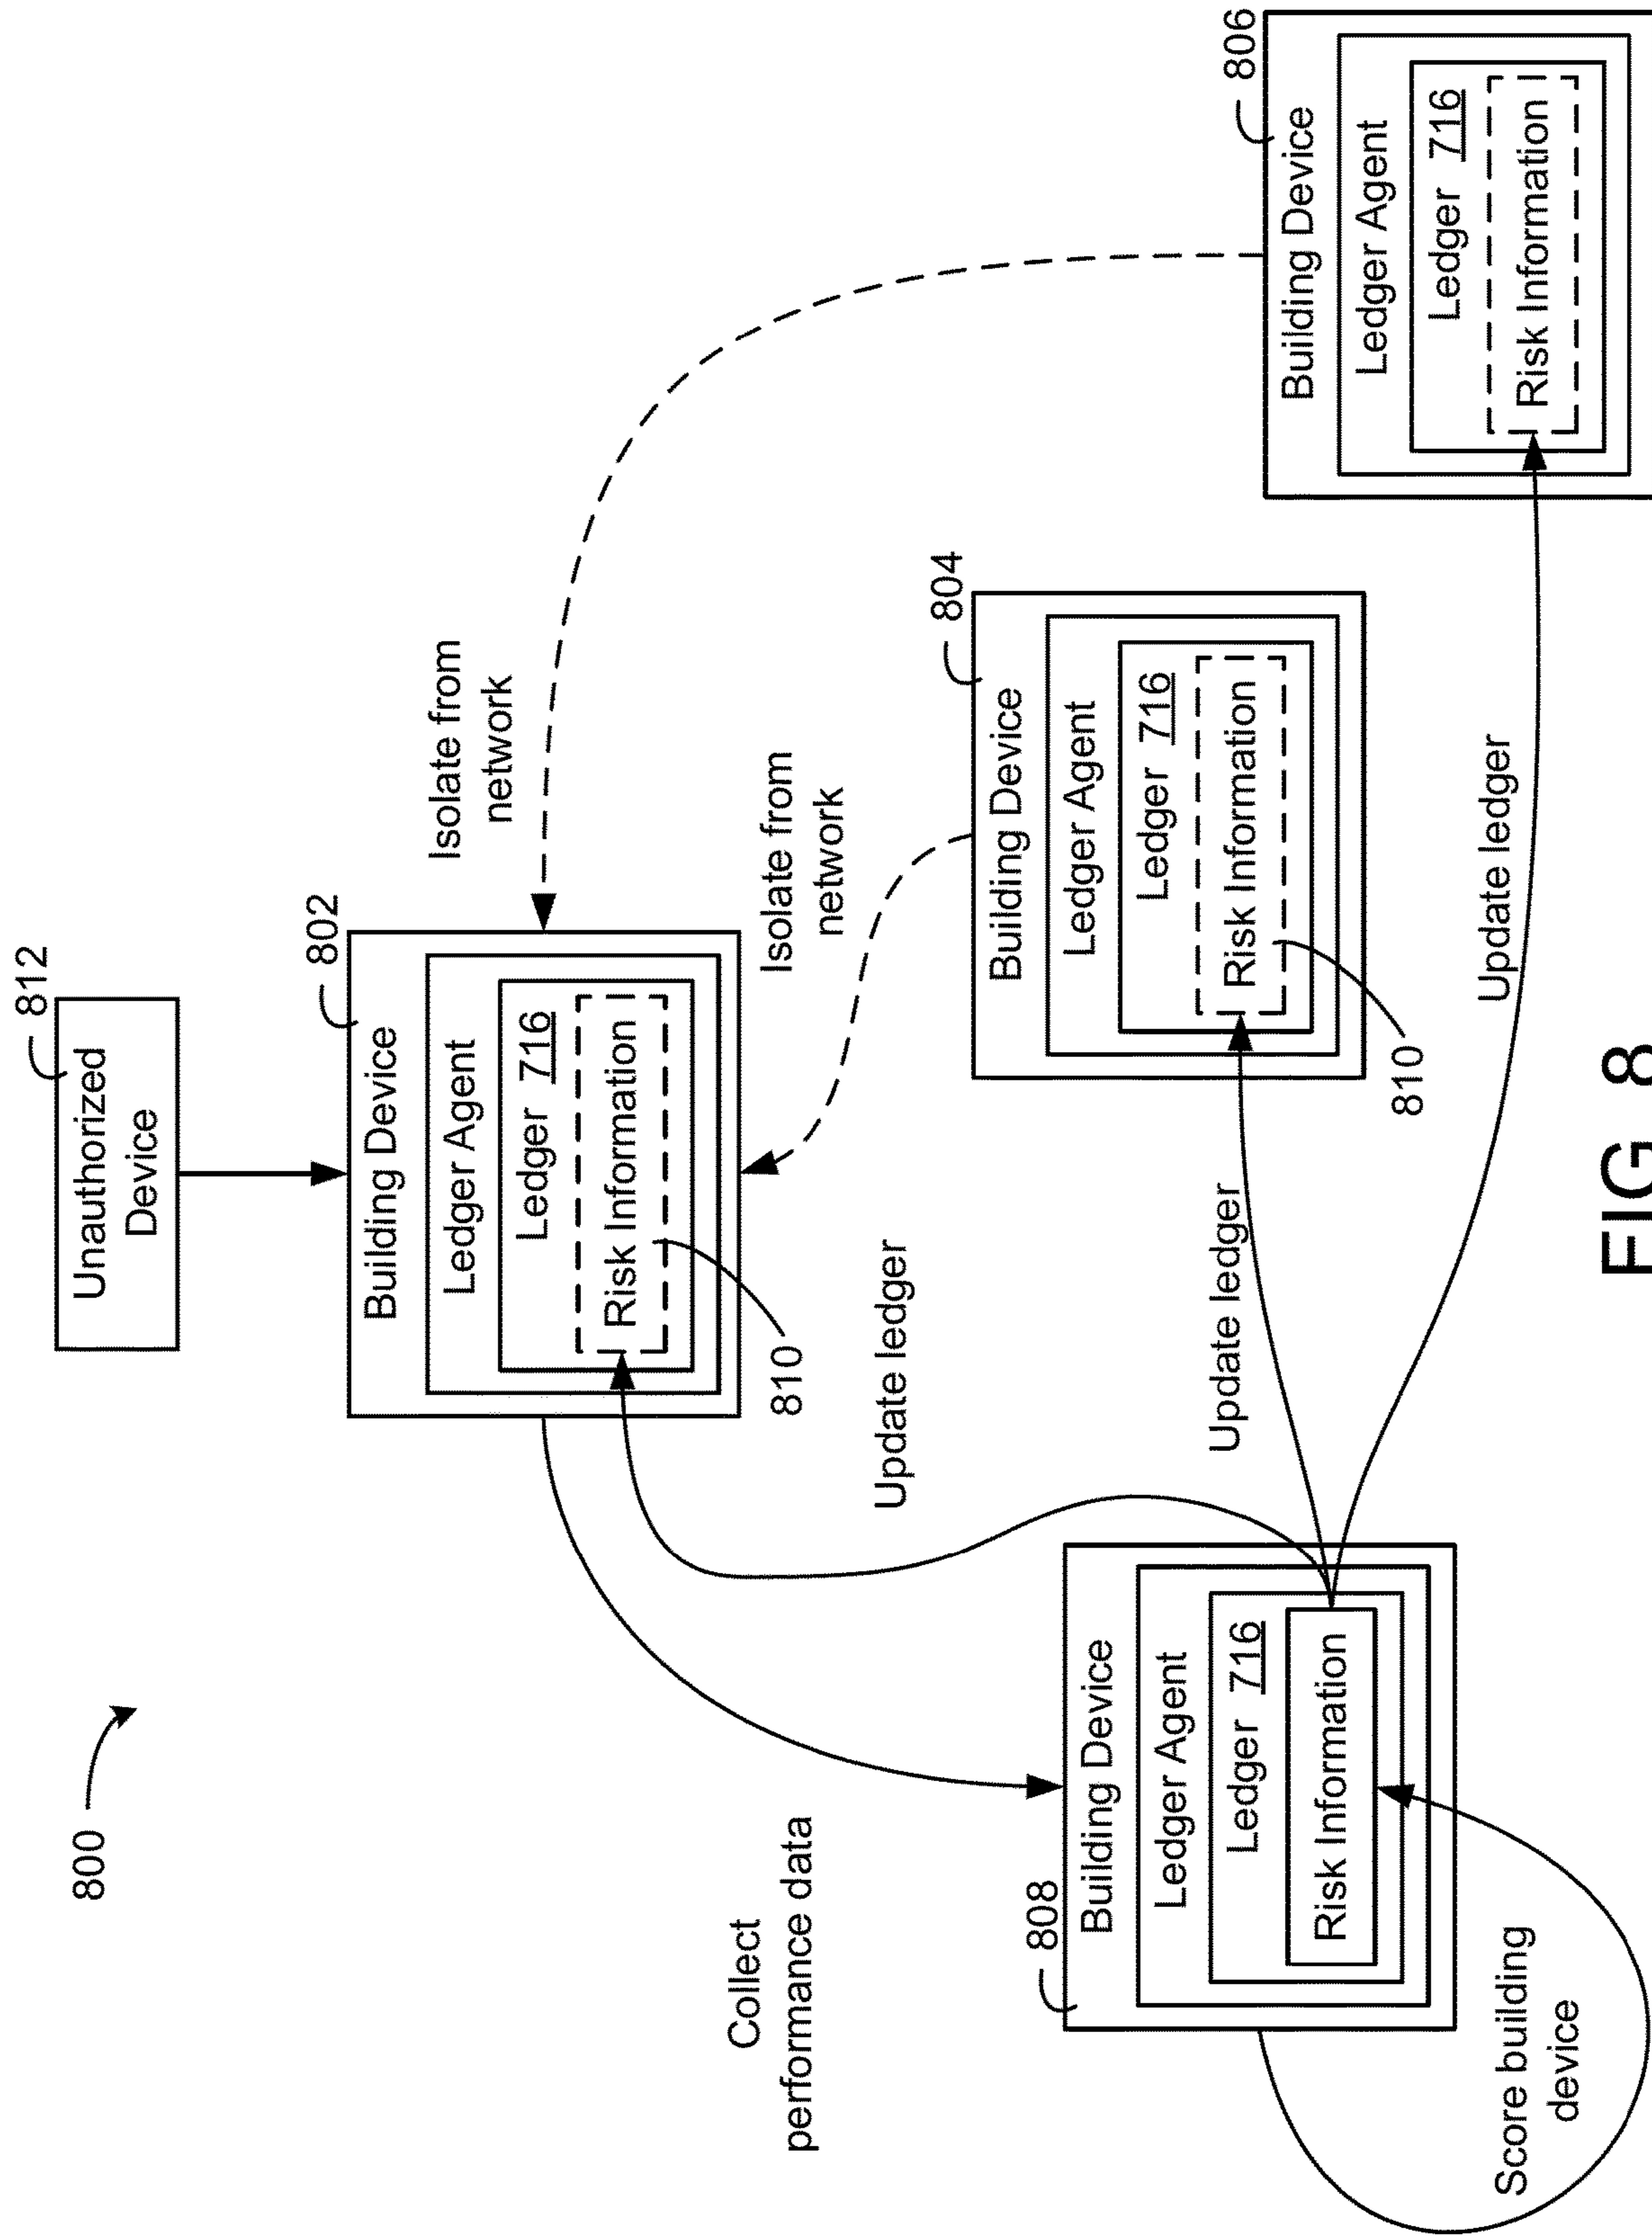 800
812
Unauthorized
Device
802
Building Device
Ledger Agent
Ledger 716
Risk Information
810
Isolate from
network
Isolate from
network
Collect
performance data
Update ledger
808
Building Device
Ledger Agent
Ledger 716
Risk Information
Score building
device
804
Building Device
Ledger Agent
Ledger 716
Risk Information
810
Update ledger
806
Building Device
Ledger Agent
Ledger 716
Risk Information
Update ledger
FIG. 8